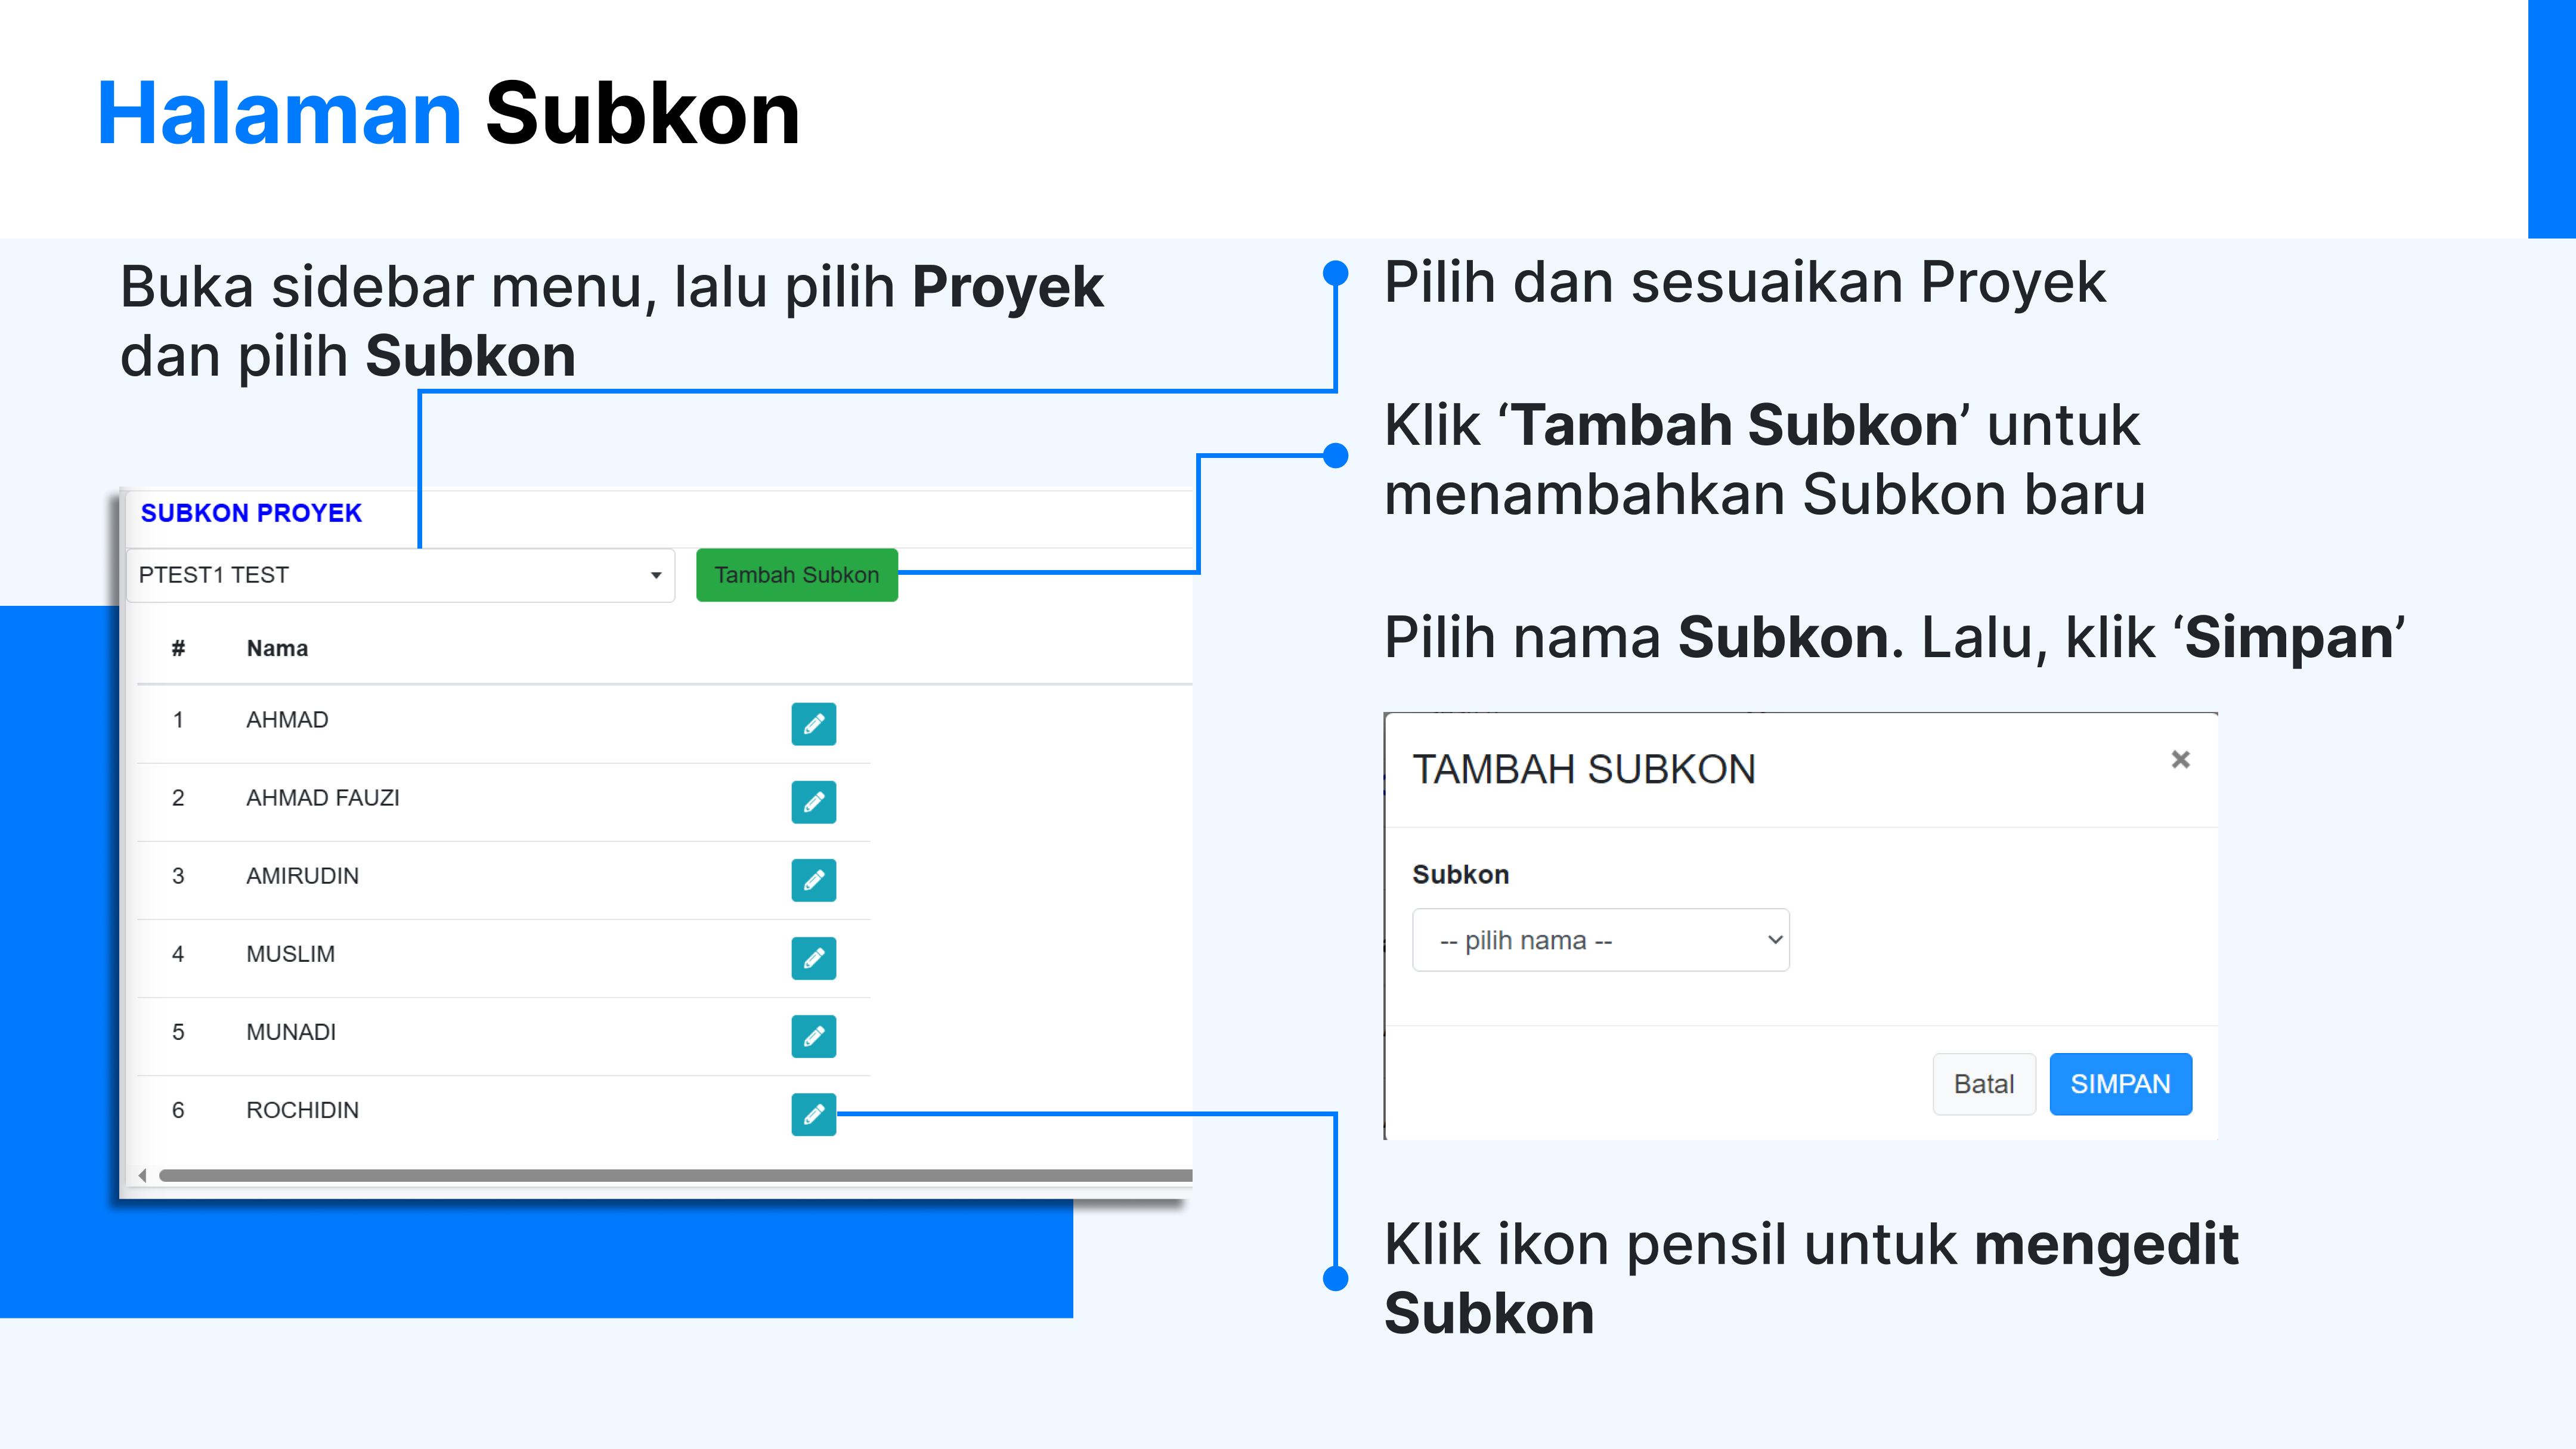 Halaman Subkon
Buka sidebar menu, lalu pilih Proyek
dan pilih Subkon
SUBKON PROYEK
PTEST1 TEST
Tambah Subkon
# Nama
1 AHMAD
2 AHMAD FAUZI
3 AMIRUDIN
4 MUSLIM
5 MUNADI
6 ROCHIDIN
Pilih dan sesuaikan Proyek
Klik ‘Tambah Subkon’ untuk
menambahkan Subkon baru
Pilih nama Subkon. Lalu, klik ‘Simpan’
TAMBAH SUBKON ×
Subkon
-- pilih nama --
Batal SIMPAN
Klik ikon pensil untuk mengedit
Subkon